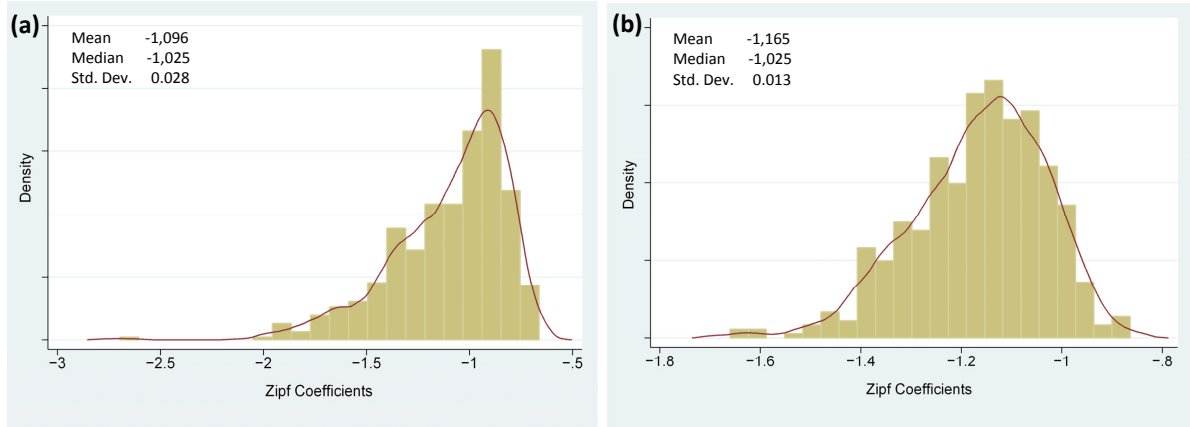 (a)
Mean -1,096
Median -1,025
Std. Dev. 0.028
Density
−3 −2.5 −2 −1.5 −1 −.5
Zipf Coefficients
(b)
Mean -1,165
Median -1,025
Std. Dev. 0.013
Density
−1.8 −1.6 −1.4 −1.2 −1 −.8
Zipf Coefficients